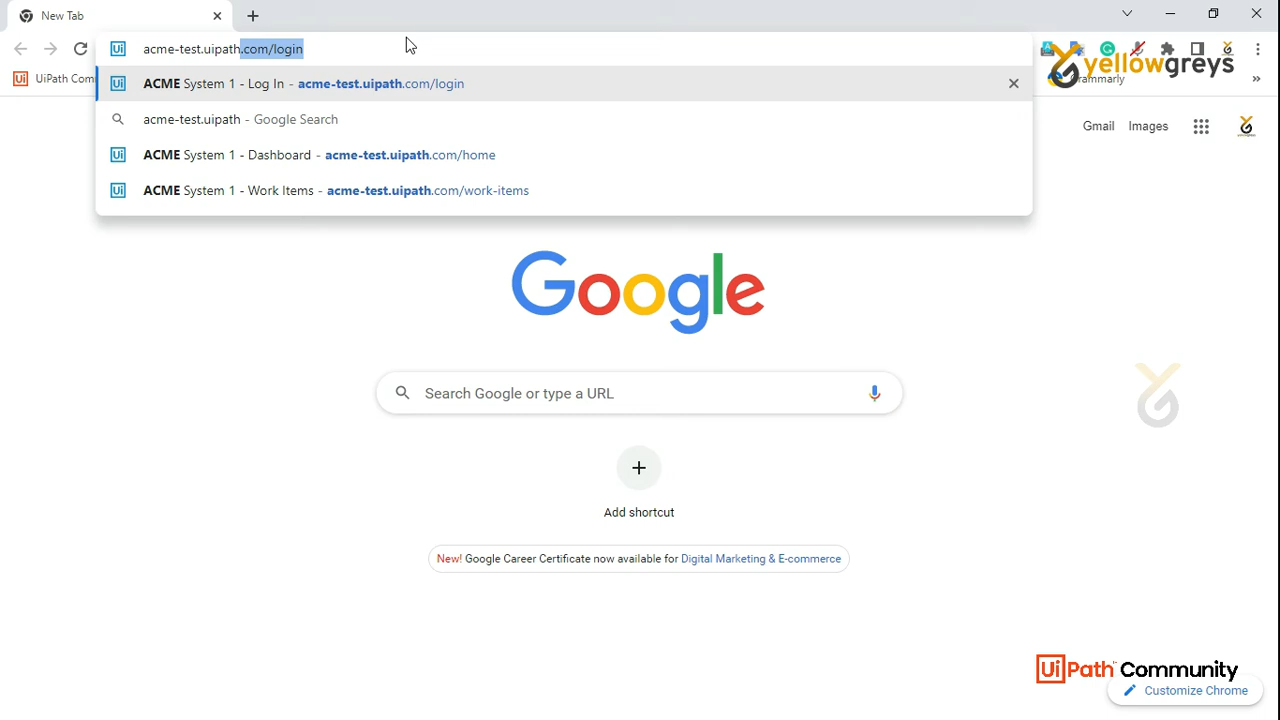 New Tab
acme-test.uipath.com/login
UiPath Com
ACME System 1 - Log In - acme-test.uipath.com/login
acme-test.uipath - Google Search
ACME System 1 - Dashboard - acme-test.uipath.com/home
ACME System 1 - Work Items - acme-test.uipath.com/work-items
yellowgreys
Grammarly
Gmail Images
Google
Search Google or type a URL
Add shortcut
New! Google Career Certificate now available for Digital Marketing & E-commerce
UiPath Community
Customize Chrome